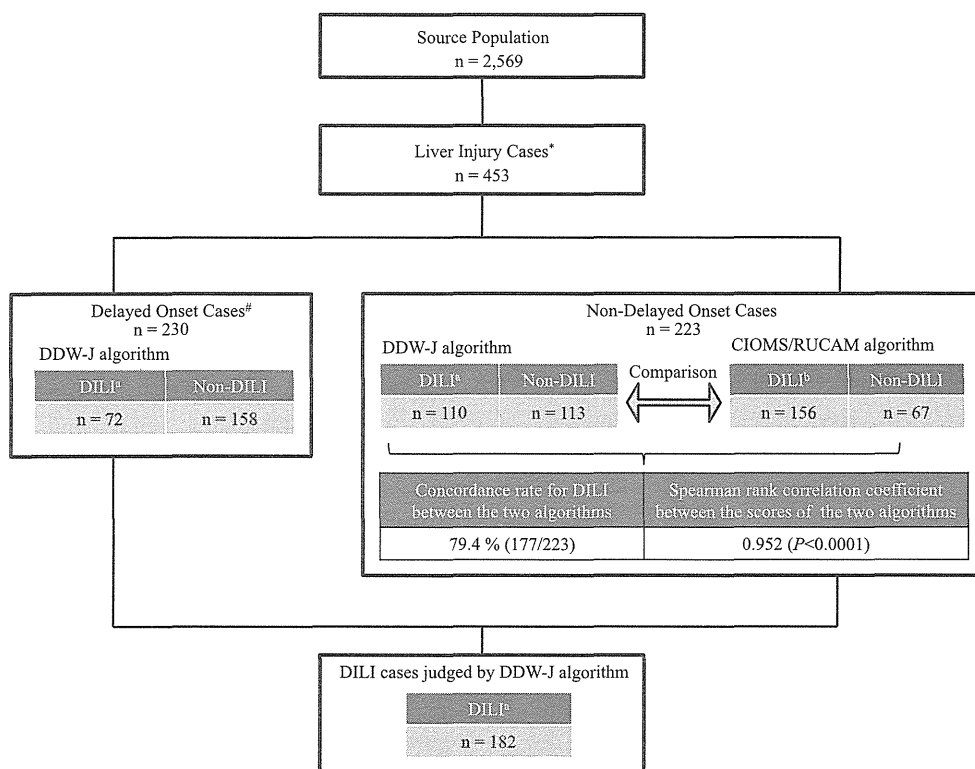 Source Population
n = 2,569
Liver Injury Cases*
n = 453
Delayed Onset Cases#
n = 230
DDW-J algorithm
DILIa Non-DILI
n = 72 n = 158
Non-Delayed Onset Cases
n = 223
DDW-J algorithm
DILIa Non-DILI
n = 110 n = 113
Comparison
CIOMS/RUCAM algorithm
DILIb Non-DILI
n = 156 n = 67
Concordance rate for DILI
between the two algorithms
Spearman rank correlation coefficient
between the scores of the two algorithms
79.4 % (177/223) 0.952 (P<0.0001)
DILI cases judged by DDW-J algorithm
DILIa
n = 182